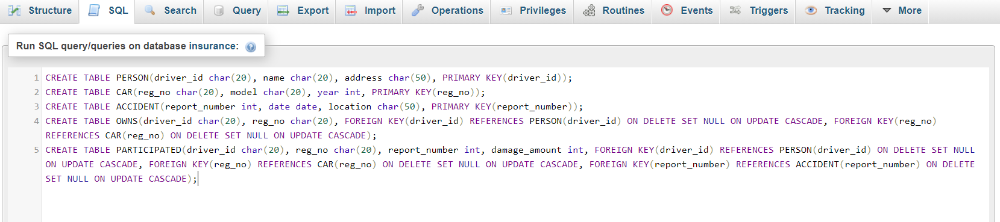 Structure SQL Search Query Export Import Operations Privileges Routines Events Triggers Tracking More
Run SQL query/queries on database insurance:
1 CREATE TABLE PERSON(driver_id char(20), name char(20), address char(50), PRIMARY KEY(driver_id));
2 CREATE TABLE CAR(reg_no char(20), model char(20), year int, PRIMARY KEY(reg_no));
3 CREATE TABLE ACCIDENT(report_number int, date date, location char(50), PRIMARY KEY(report_number));
4 CREATE TABLE OWNS(driver_id char(20), reg_no char(20), FOREIGN KEY(driver_id) REFERENCES PERSON(driver_id) ON DELETE SET NULL ON UPDATE CASCADE, FOREIGN KEY(reg_no)
REFERENCES CAR(reg_no) ON DELETE SET NULL ON UPDATE CASCADE);
5 CREATE TABLE PARTICIPATED(driver_id char(20), reg_no char(20), report_number int, damage_amount int, FOREIGN KEY(driver_id) REFERENCES PERSON(driver_id) ON DELETE SET NULL
ON UPDATE CASCADE, FOREIGN KEY(reg_no) REFERENCES CAR(reg_no) ON DELETE SET NULL ON UPDATE CASCADE, FOREIGN KEY(report_number) REFERENCES ACCIDENT(report_number) ON DELETE
SET NULL ON UPDATE CASCADE);